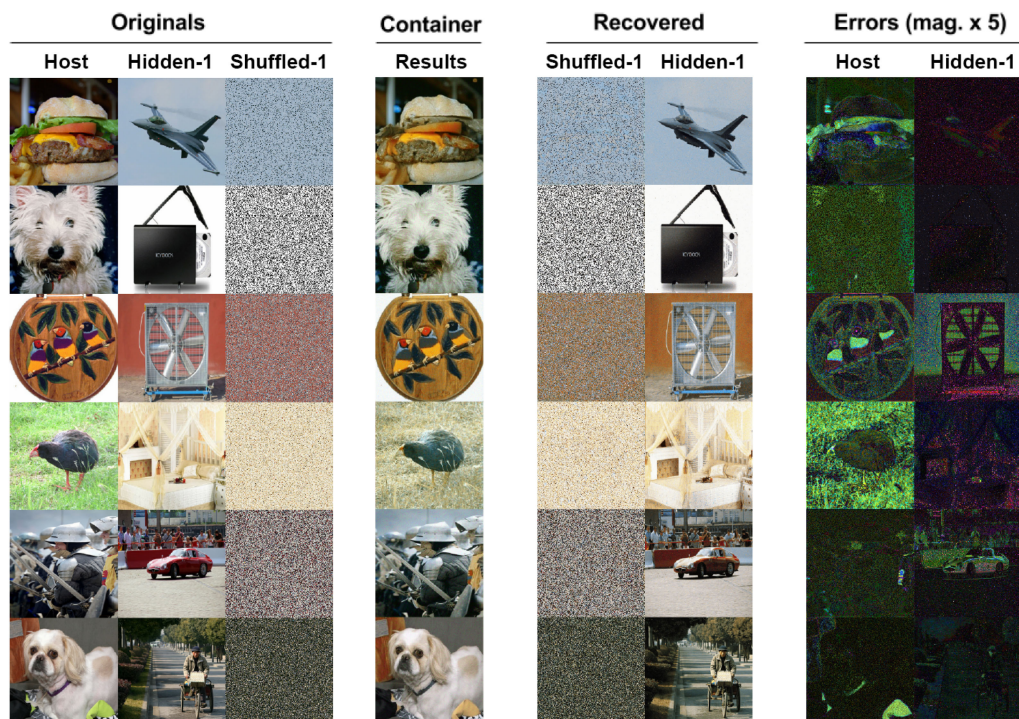 Originals Container Recovered Errors (mag. x 5)
Host Hidden-1 Shuffled-1 Results Shuffled-1 Hidden-1 Host Hidden-1